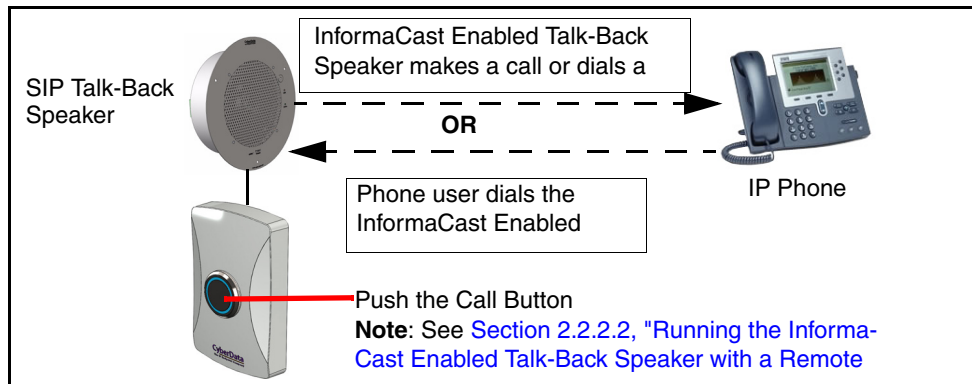 InformaCast Enabled Talk-Back
Speaker makes a call or dials a
SIP Talk-Back
Speaker
OR
IP Phone
Phone user dials the
InformaCast Enabled
Push the Call Button
Note: See Section 2.2.2.2, "Running the Informa-
Cast Enabled Talk-Back Speaker with a Remote
CyberData